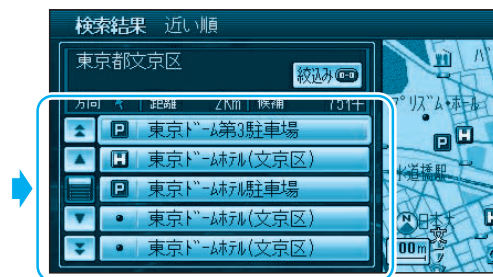 検索結果 近い順
東京都文京区
絞込み
方向 距離 2Km 候補 751件
P 東京ﾄﾞｰﾑ第3駐車場
H 東京ﾄﾞｰﾑﾎﾃﾙ(文京区)
P 東京ﾄﾞｰﾑﾎﾃﾙ駐車場
東京ﾄﾞｰﾑﾎﾃﾙ(文京区)
東京ﾄﾞｰﾑﾎﾃﾙ(文京区)
ﾌﾟﾘｽﾞﾑ･ﾎｰﾙ
P H
水道橋駅
N 日本大
00m